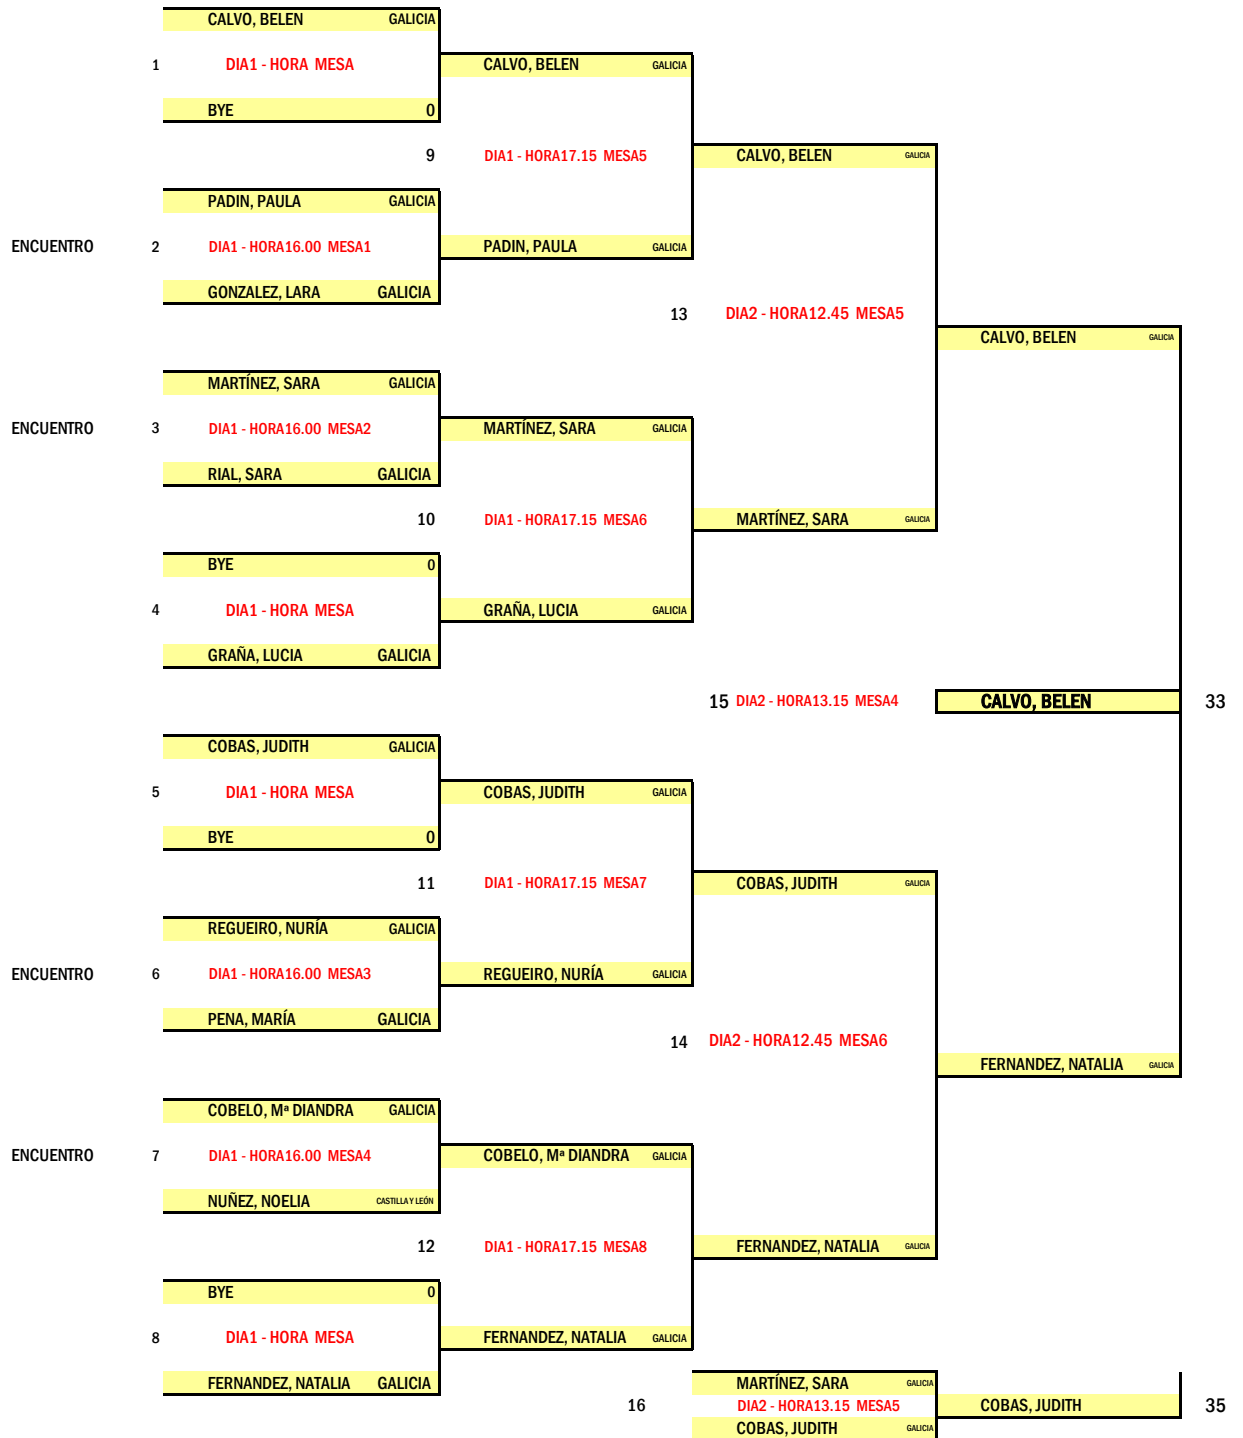 CALVO, BELEN GALICIA
1 DIA1 - HORA MESA CALVO, BELEN GALICIA
BYE 0
9 DIA1 - HORA17.15 MESA5 CALVO, BELEN GALICIA
PADIN, PAULA GALICIA
ENCUENTRO 2 DIA1 - HORA16.00 MESA1 PADIN, PAULA GALICIA
GONZALEZ, LARA GALICIA
13 DIA2 - HORA12.45 MESA5
CALVO, BELEN GALICIA
MARTÍNEZ, SARA GALICIA
ENCUENTRO 3 DIA1 - HORA16.00 MESA2 MARTÍNEZ, SARA GALICIA
RIAL, SARA GALICIA
10 DIA1 - HORA17.15 MESA6 MARTÍNEZ, SARA GALICIA
BYE 0
4 DIA1 - HORA MESA GRAÑA, LUCIA GALICIA
GRAÑA, LUCIA GALICIA
15 DIA2 - HORA13.15 MESA4 CALVO, BELEN 33
COBAS, JUDITH GALICIA
5 DIA1 - HORA MESA COBAS, JUDITH GALICIA
BYE 0
11 DIA1 - HORA17.15 MESA7 COBAS, JUDITH GALICIA
REGUEIRO, NURÍA GALICIA
ENCUENTRO 6 DIA1 - HORA16.00 MESA3 REGUEIRO, NURÍA GALICIA
PENA, MARÍA GALICIA
14 DIA2 - HORA12.45 MESA6
FERNANDEZ, NATALIA GALICIA
COBELO, Mª DIANDRA GALICIA
ENCUENTRO 7 DIA1 - HORA16.00 MESA4 COBELO, Mª DIANDRA GALICIA
NUÑEZ, NOELIA CASTILLA Y LEÓN
12 DIA1 - HORA17.15 MESA8 FERNANDEZ, NATALIA GALICIA
BYE 0
8 DIA1 - HORA MESA FERNANDEZ, NATALIA GALICIA
FERNANDEZ, NATALIA GALICIA
MARTÍNEZ, SARA GALICIA
16 DIA2 - HORA13.15 MESA5 COBAS, JUDITH 35
COBAS, JUDITH GALICIA